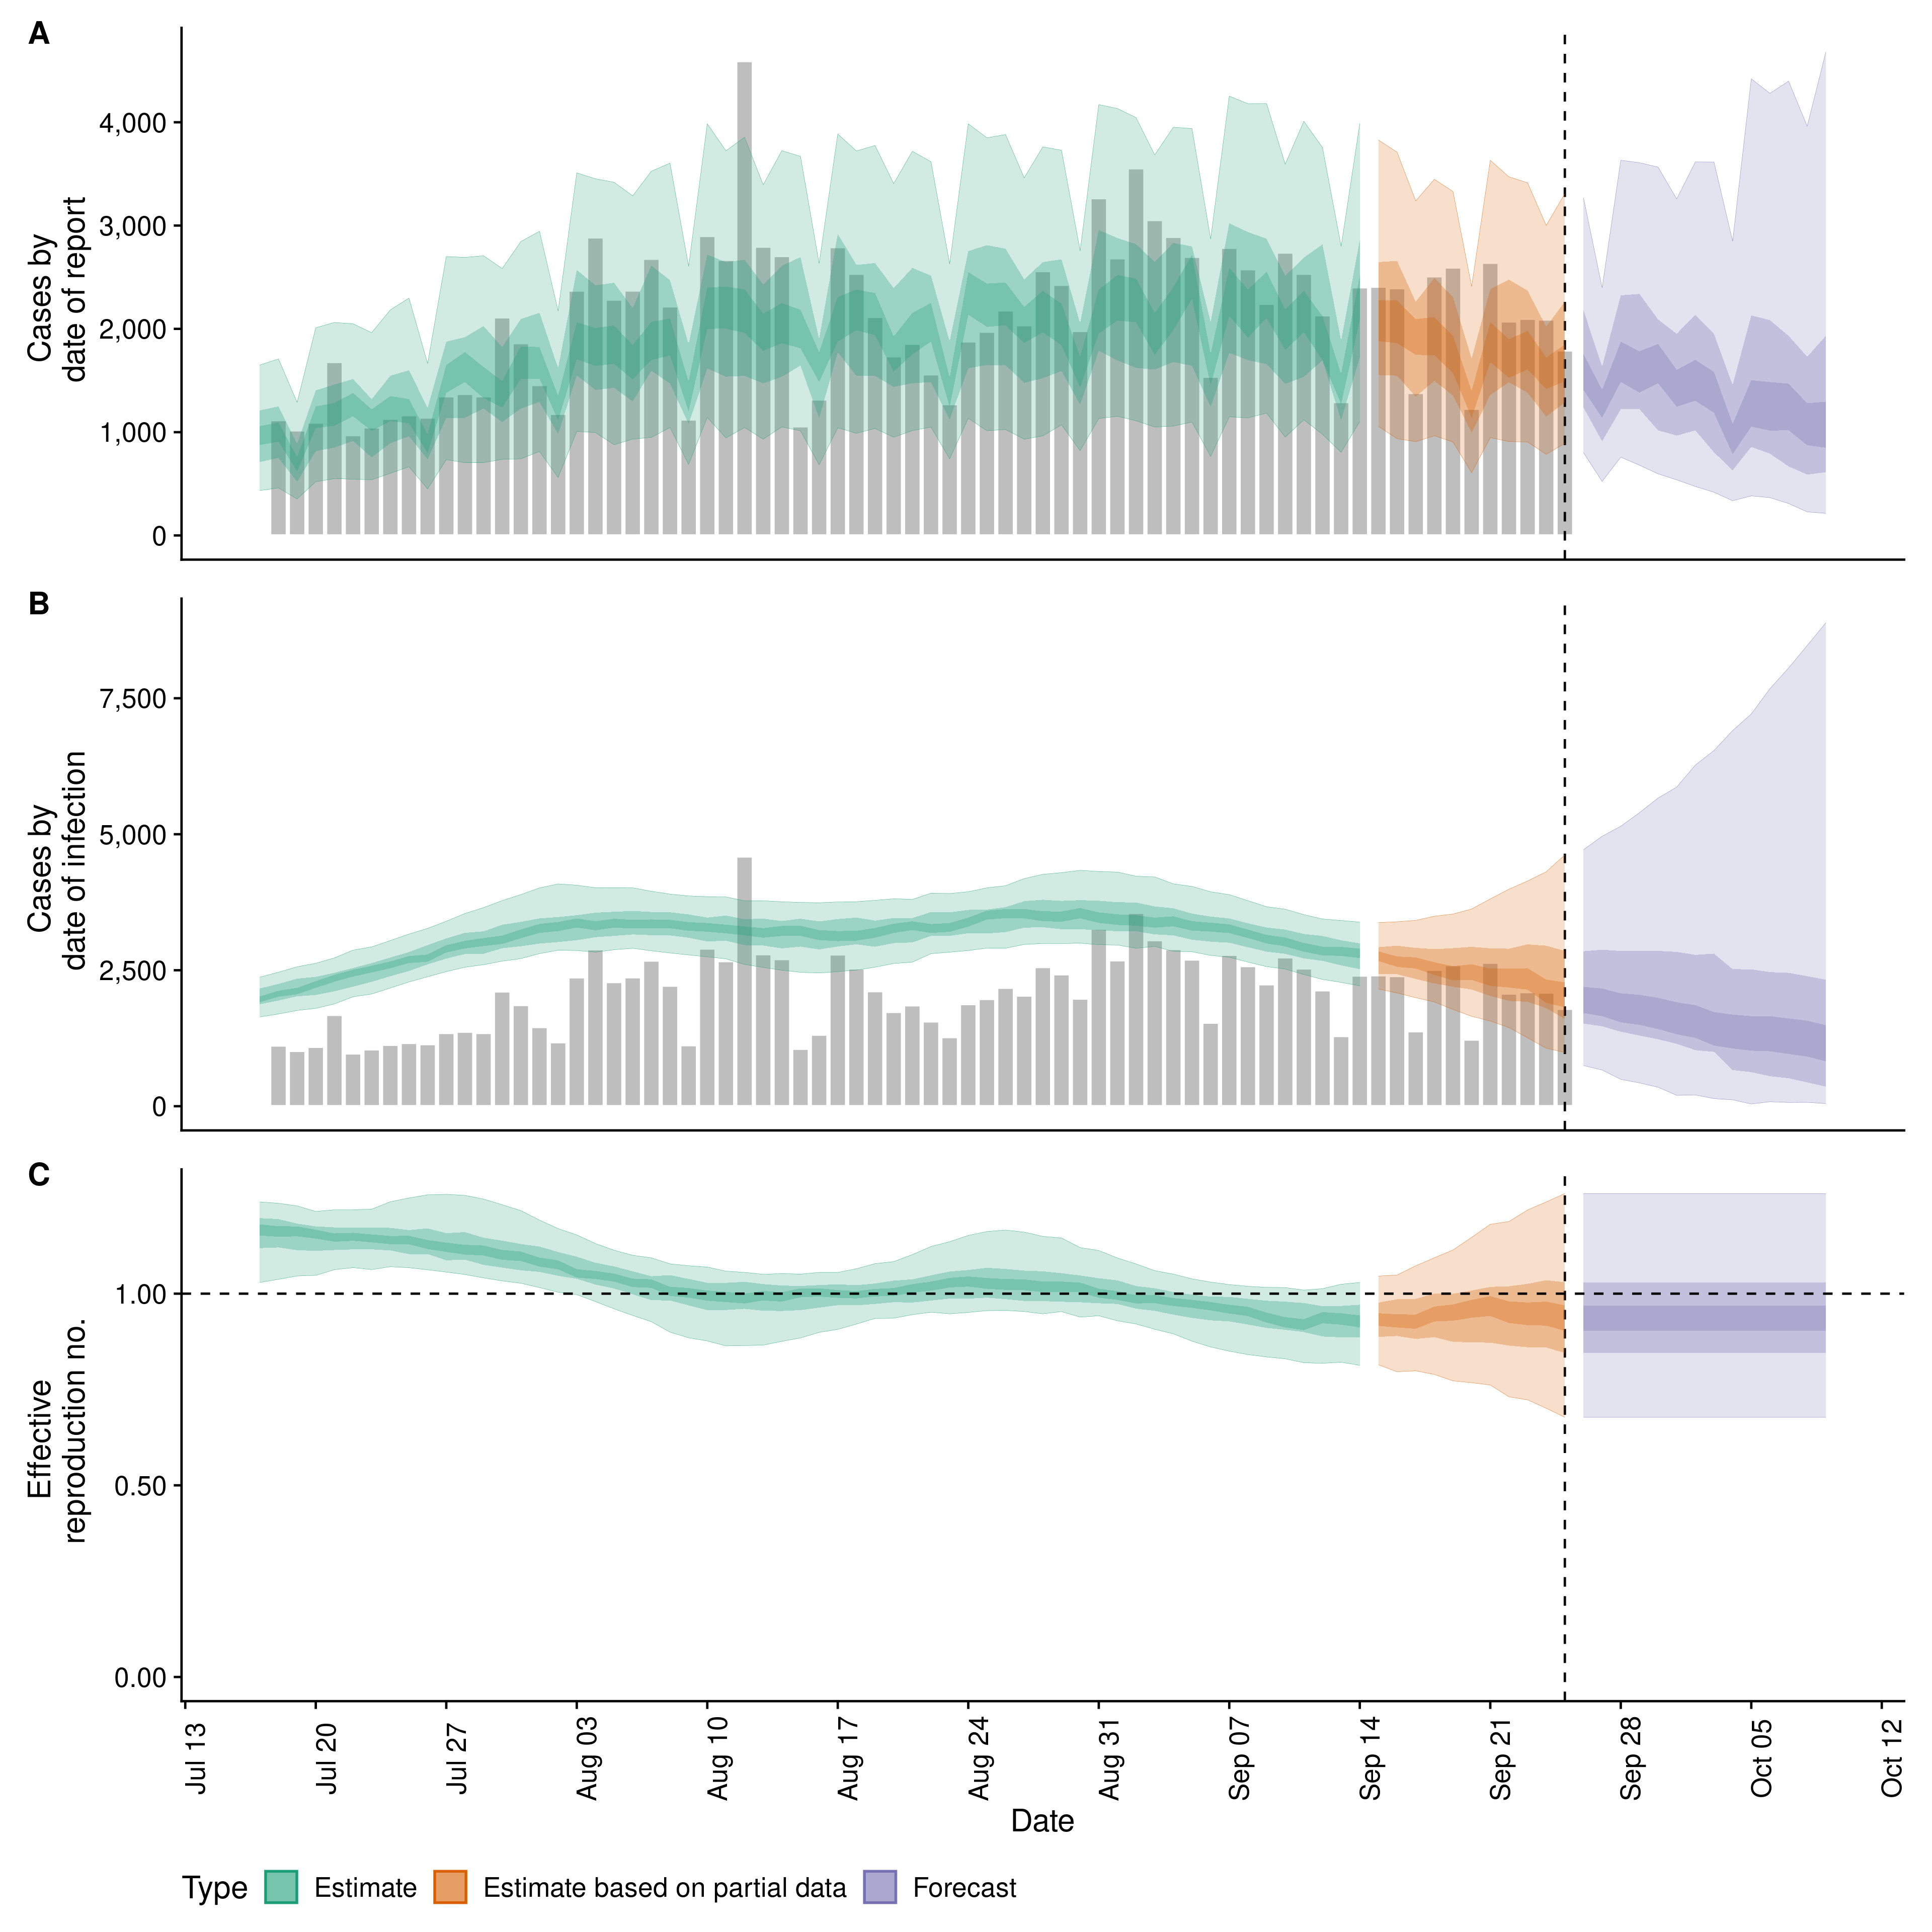 A
Cases by
date of report
4,000
3,000
2,000
1,000
0
B
Cases by
date of infection
7,500
5,000
2,500
0
C
Effective
reproduction no.
1.00
0.50
0.00
Jul 13
Jul 20
Jul 27
Aug 03
Aug 10
Aug 17
Aug 24
Aug 31
Sep 07
Sep 14
Sep 21
Sep 28
Oct 05
Oct 12
Date
Type Estimate Estimate based on partial data Forecast